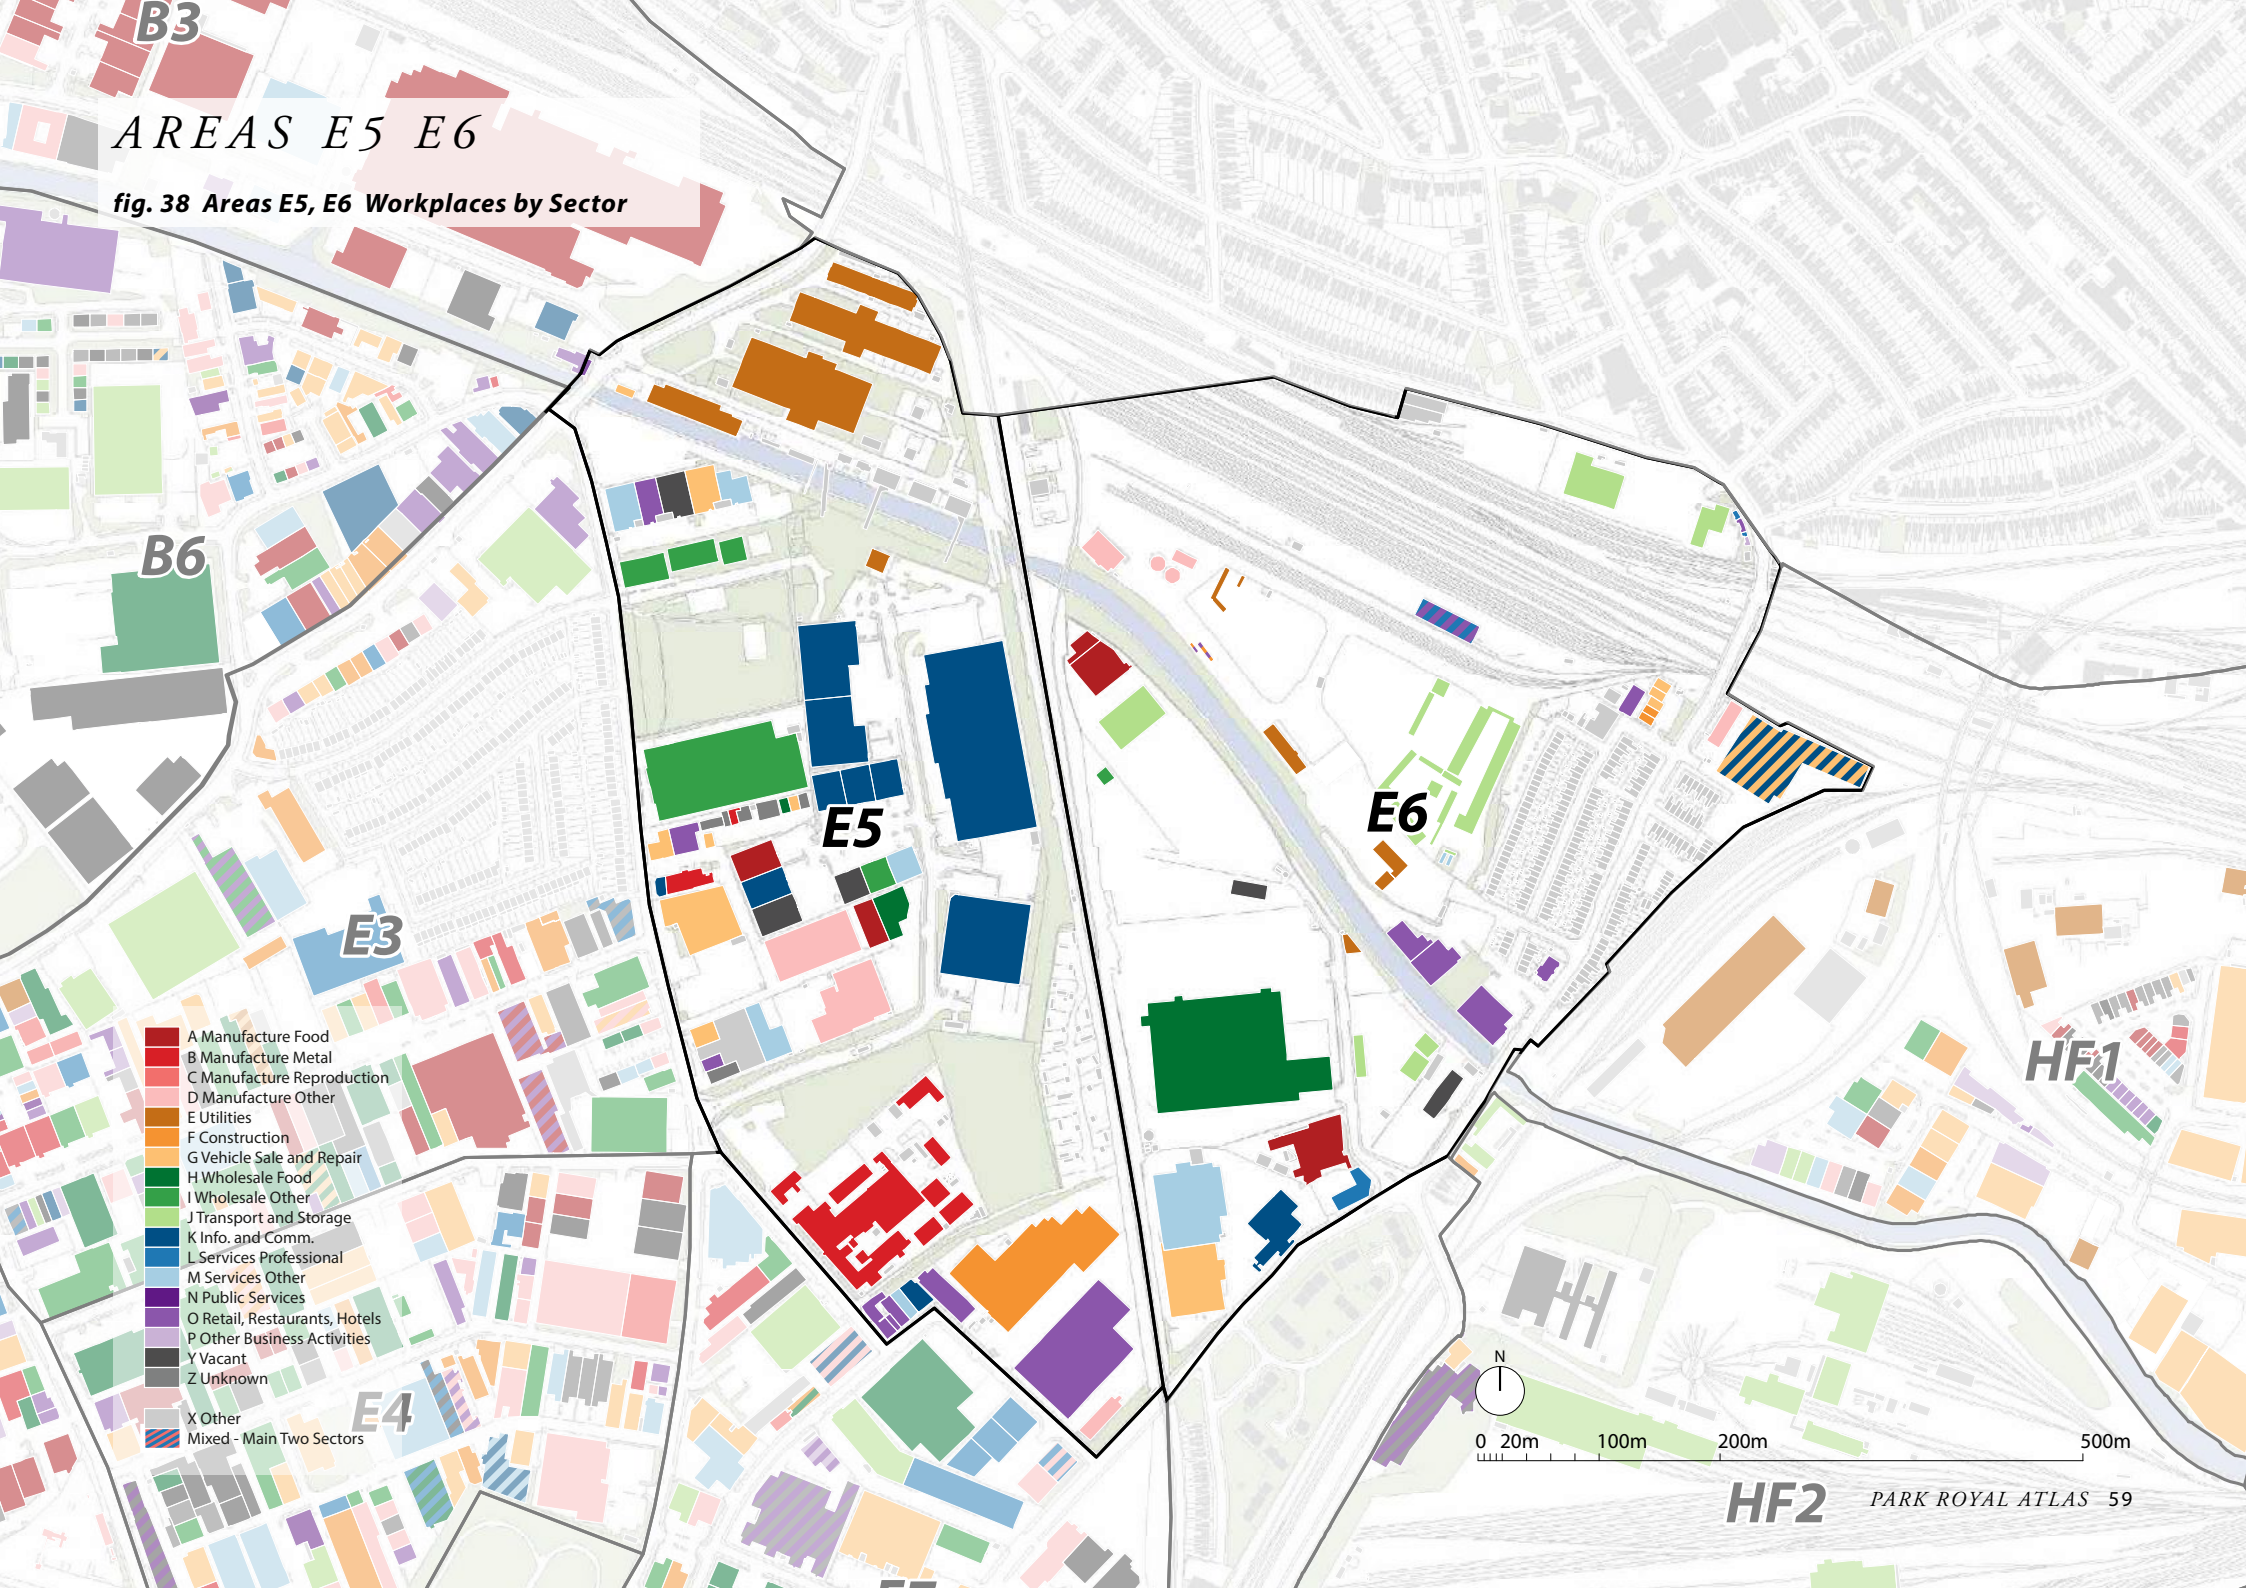 B3
AREAS E5 E6
fig. 38 Areas E5, E6 Workplaces by Sector
B6
E5
E6
E3
HF1
A Manufacture Food
B Manufacture Metal
C Manufacture Reproduction
D Manufacture Other
E Utilities
F Construction
G Vehicle Sale and Repair
H Wholesale Food
I Wholesale Other
J Transport and Storage
K Info. and Comm.
L Services Professional
M Services Other
N Public Services
O Retail, Restaurants, Hotels
P Other Business Activities
Y Vacant
Z Unknown
X Other
Mixed - Main Two Sectors
E4
N
0 20m 100m 200m 500m
HF2
PARK ROYAL ATLAS 59